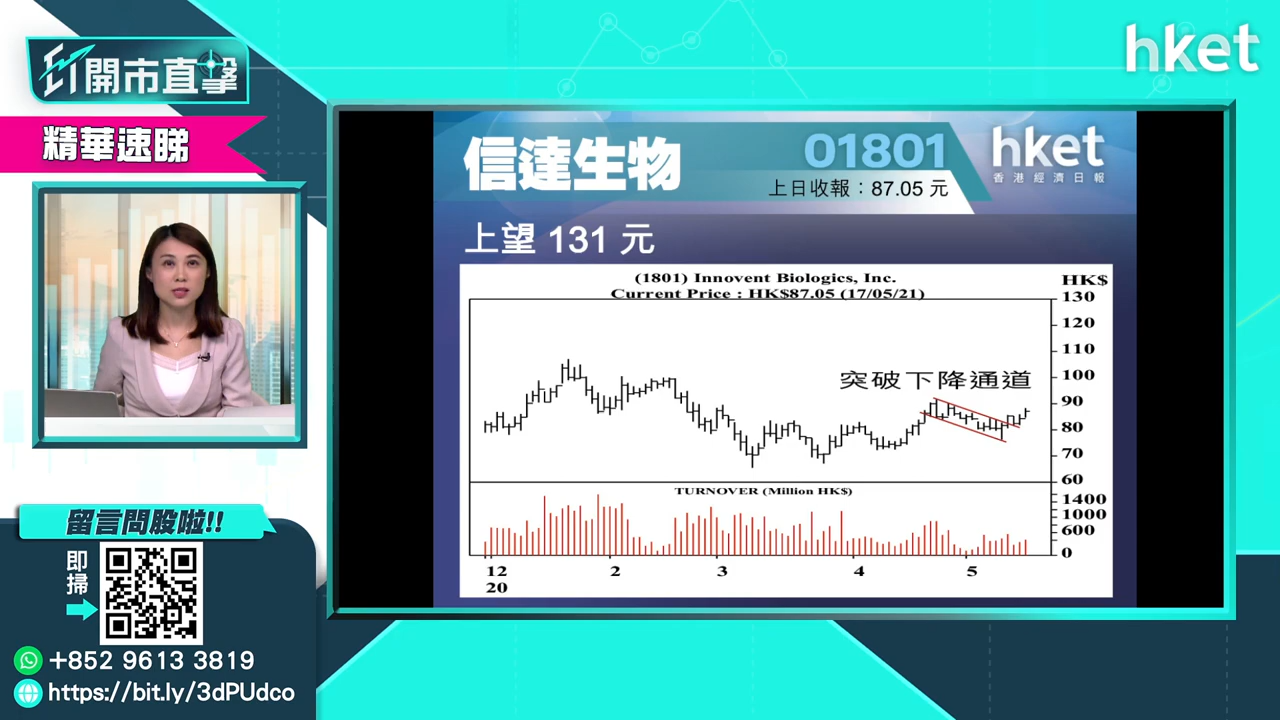 ET開市直擊
hket
精華速睇
信達生物
01801
上日收報：87.05 元
hket
香港經濟日報
上望 131 元
(1801) Innovent Biologics, Inc.
Current Price : HK$87.05 (17/05/21)
HK$
130
120
110
100
90
80
70
60
突破下降通道
TURNOVER (Million HK$)
1400
1000
600
0
12 2 3 4 5
20
留言問股啦!!
即掃
+852 9613 3819
https://bit.ly/3dPUdco